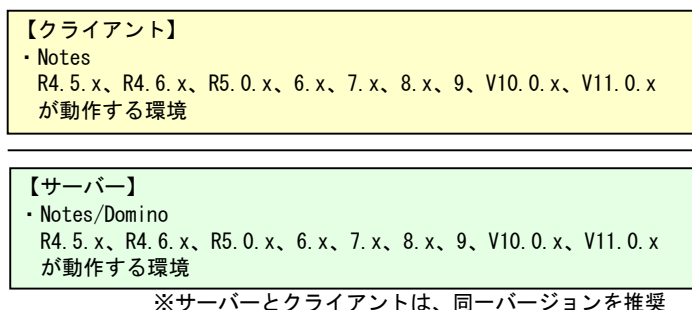 【クライアント】
・Notes
R4.5.x、R4.6.x、R5.0.x、6.x、7.x、8.x、9、V10.0.x、V11.0.x
が動作する環境
【サーバー】
・Notes/Domino
R4.5.x、R4.6.x、R5.0.x、6.x、7.x、8.x、9、V10.0.x、V11.0.x
が動作する環境
※サーバーとクライアントは、同一バージョンを推奨